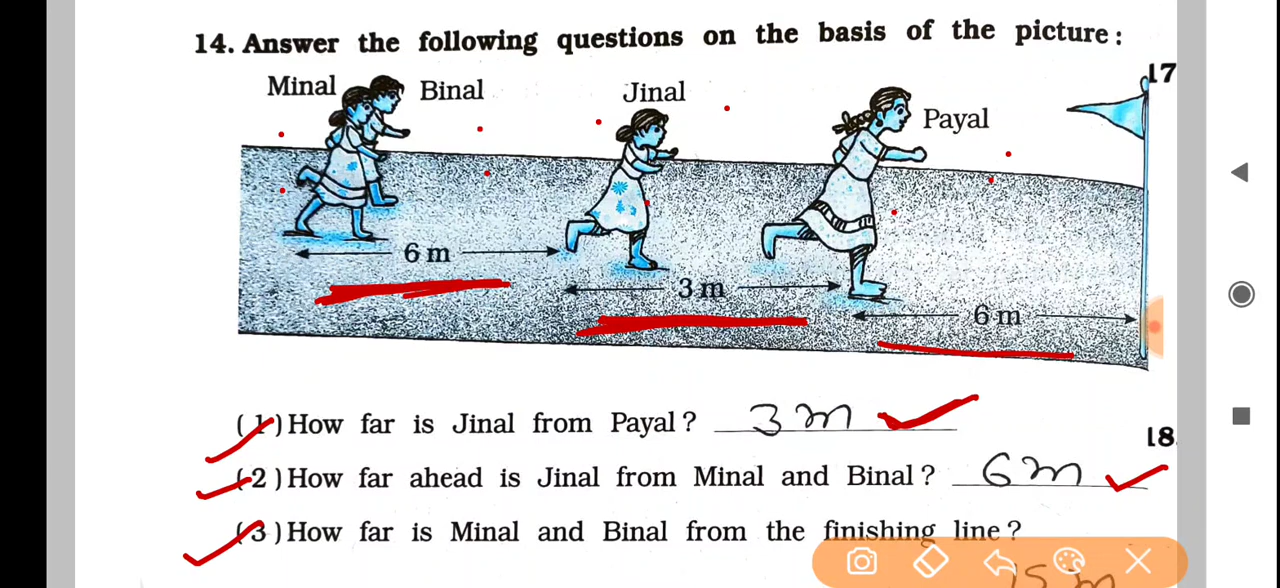 14. Answer the following questions on the basis of the picture :
17
Minal Binal Jinal Payal
6 m
3 m
6 m
(1) How far is Jinal from Payal? 3 m
18.
(2) How far ahead is Jinal from Minal and Binal? 6 m
(3) How far is Minal and Binal from the finishing line?
15 m